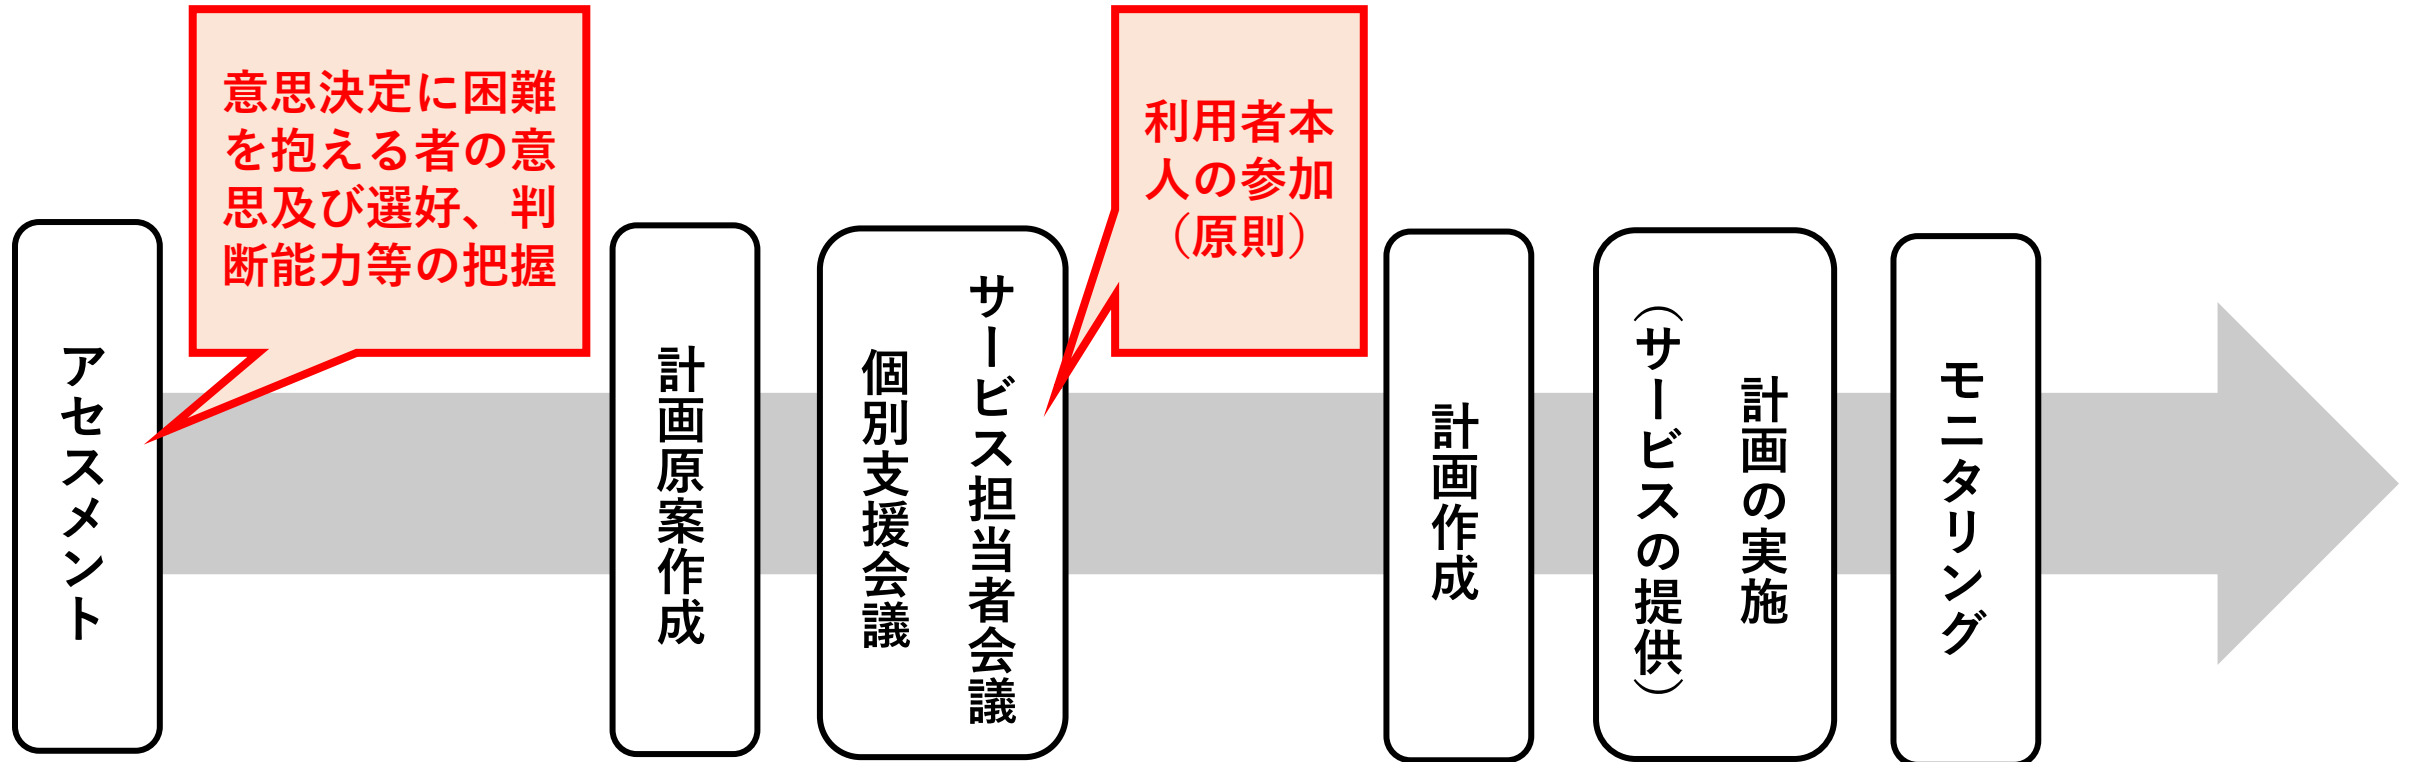 アセスメント
意思決定に困難
を抱える者の意
思及び選好、判
断能力等の把握
計画原案作成
サービス担当者会議
個別支援会議
利用者本
人の参加
（原則）
計画作成
計画の実施
（サービスの提供）
モニタリング